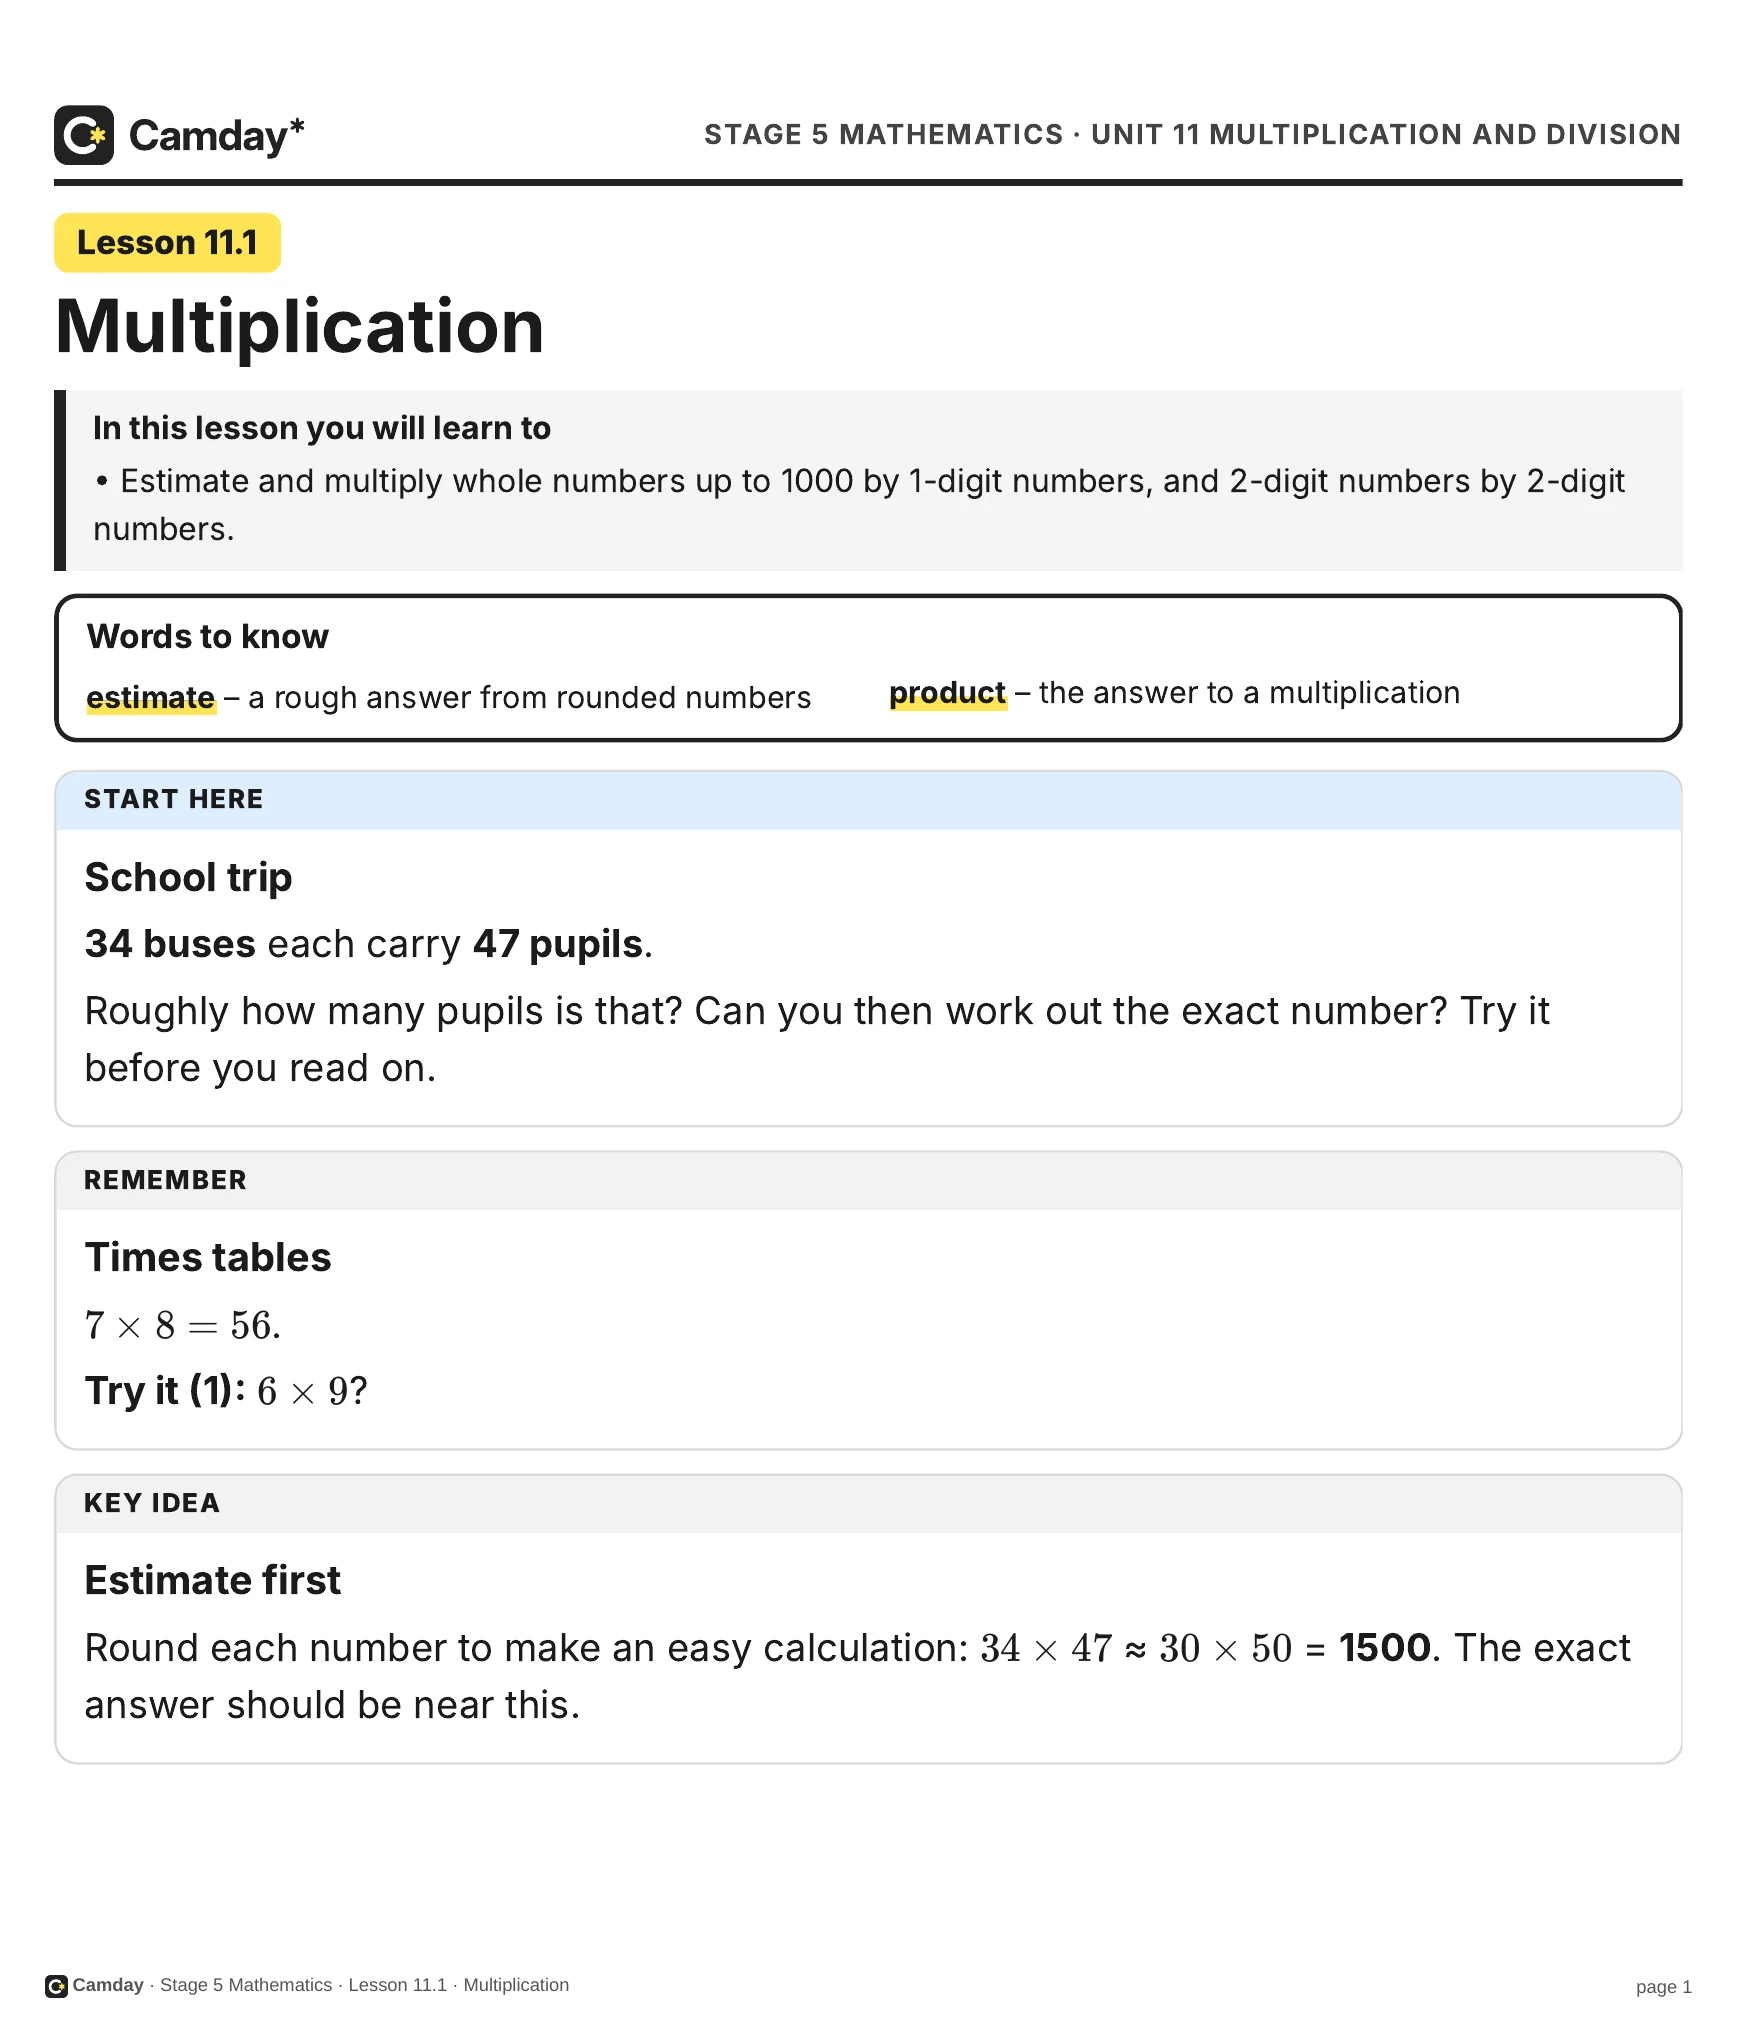 Camday*
STAGE 5 MATHEMATICS · UNIT 11 MULTIPLICATION AND DIVISION
Lesson 11.1
Multiplication
In this lesson you will learn to
• Estimate and multiply whole numbers up to 1000 by 1-digit numbers, and 2-digit numbers by 2-digit
numbers.
Words to know
estimate – a rough answer from rounded numbers
product – the answer to a multiplication
START HERE
School trip
34 buses each carry 47 pupils.
Roughly how many pupils is that? Can you then work out the exact number? Try it
before you read on.
REMEMBER
Times tables
7 × 8 = 56.
Try it (1): 6 × 9?
KEY IDEA
Estimate first
Round each number to make an easy calculation: 34 × 47 ≈ 30 × 50 = 1500. The exact
answer should be near this.
Camday · Stage 5 Mathematics · Lesson 11.1 · Multiplication
page 1